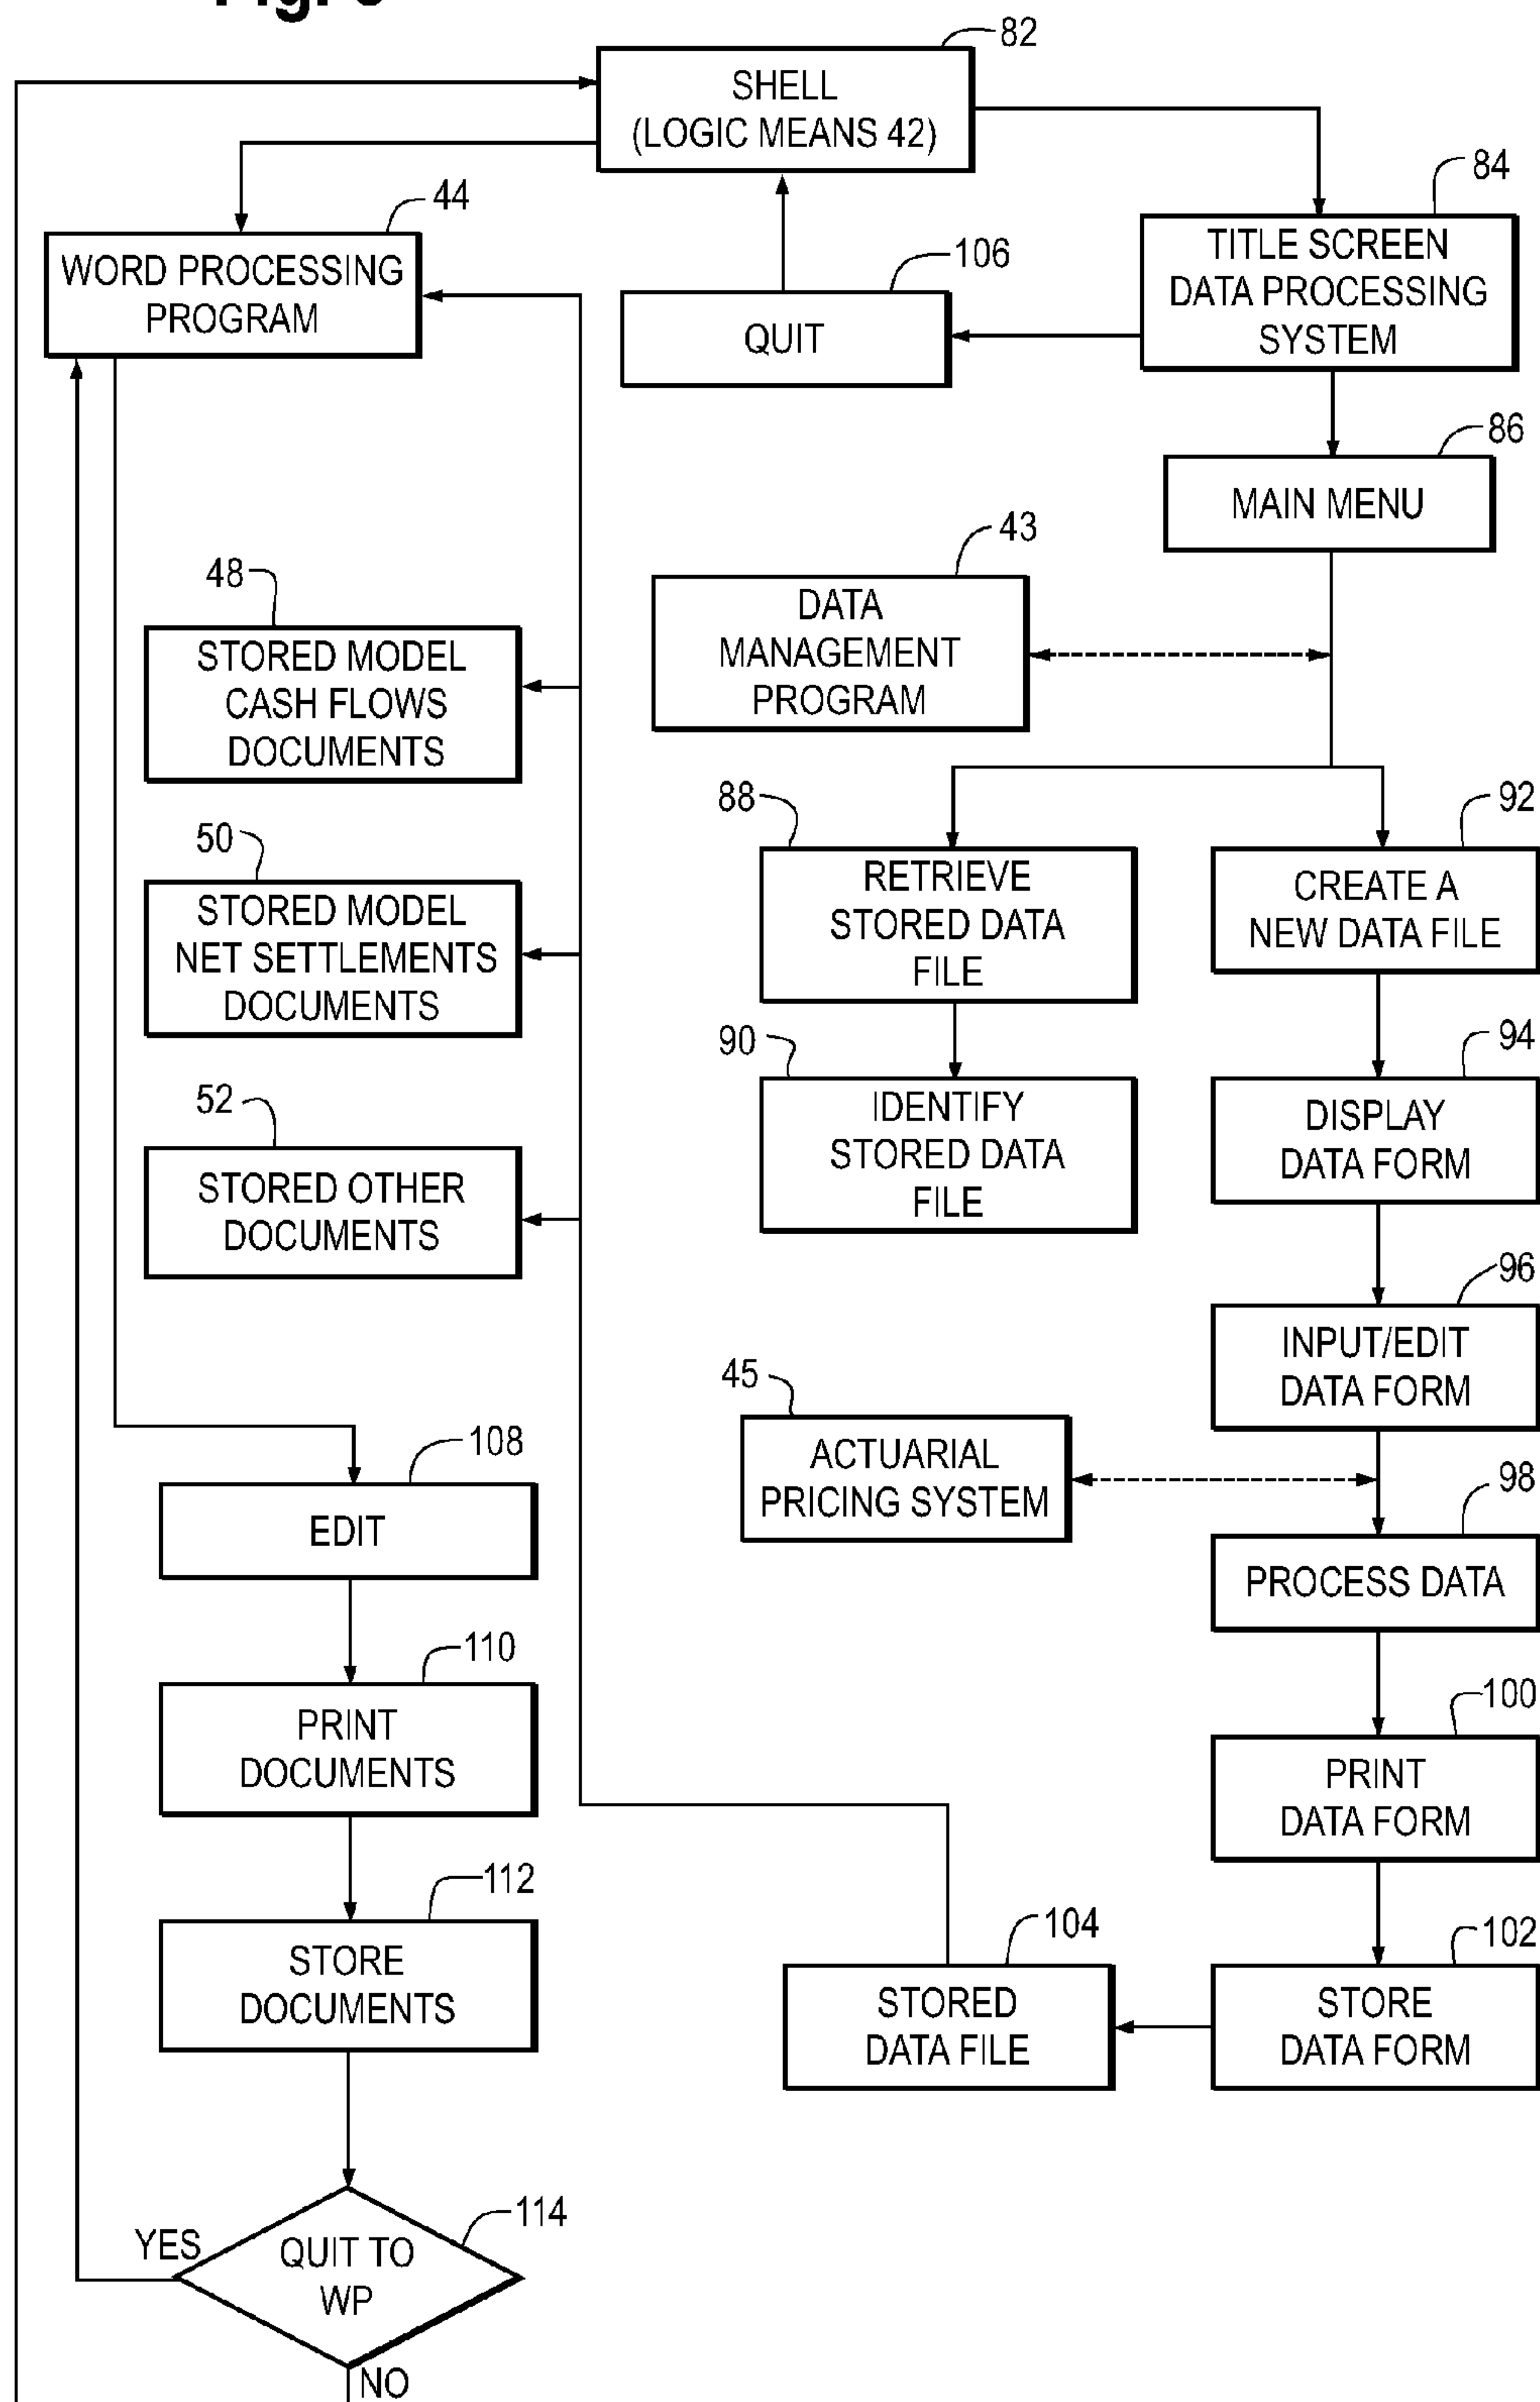 82
SHELL
(LOGIC MEANS 42)
84
TITLE SCREEN
DATA PROCESSING
SYSTEM
44
WORD PROCESSING
PROGRAM
106
QUIT
86
MAIN MENU
43
DATA
MANAGEMENT
PROGRAM
48
STORED MODEL
CASH FLOWS
DOCUMENTS
88
RETRIEVE
STORED DATA
FILE
92
CREATE A
NEW DATA FILE
50
STORED MODEL
NET SETTLEMENTS
DOCUMENTS
90
IDENTIFY
STORED DATA
FILE
94
DISPLAY
DATA FORM
52
STORED OTHER
DOCUMENTS
96
INPUT/EDIT
DATA FORM
45
ACTUARIAL
PRICING SYSTEM
98
PROCESS DATA
108
EDIT
110
PRINT
DOCUMENTS
100
PRINT
DATA FORM
112
STORE
DOCUMENTS
104
STORED
DATA FILE
102
STORE
DATA FORM
114
QUIT TO
WP
YES
NO